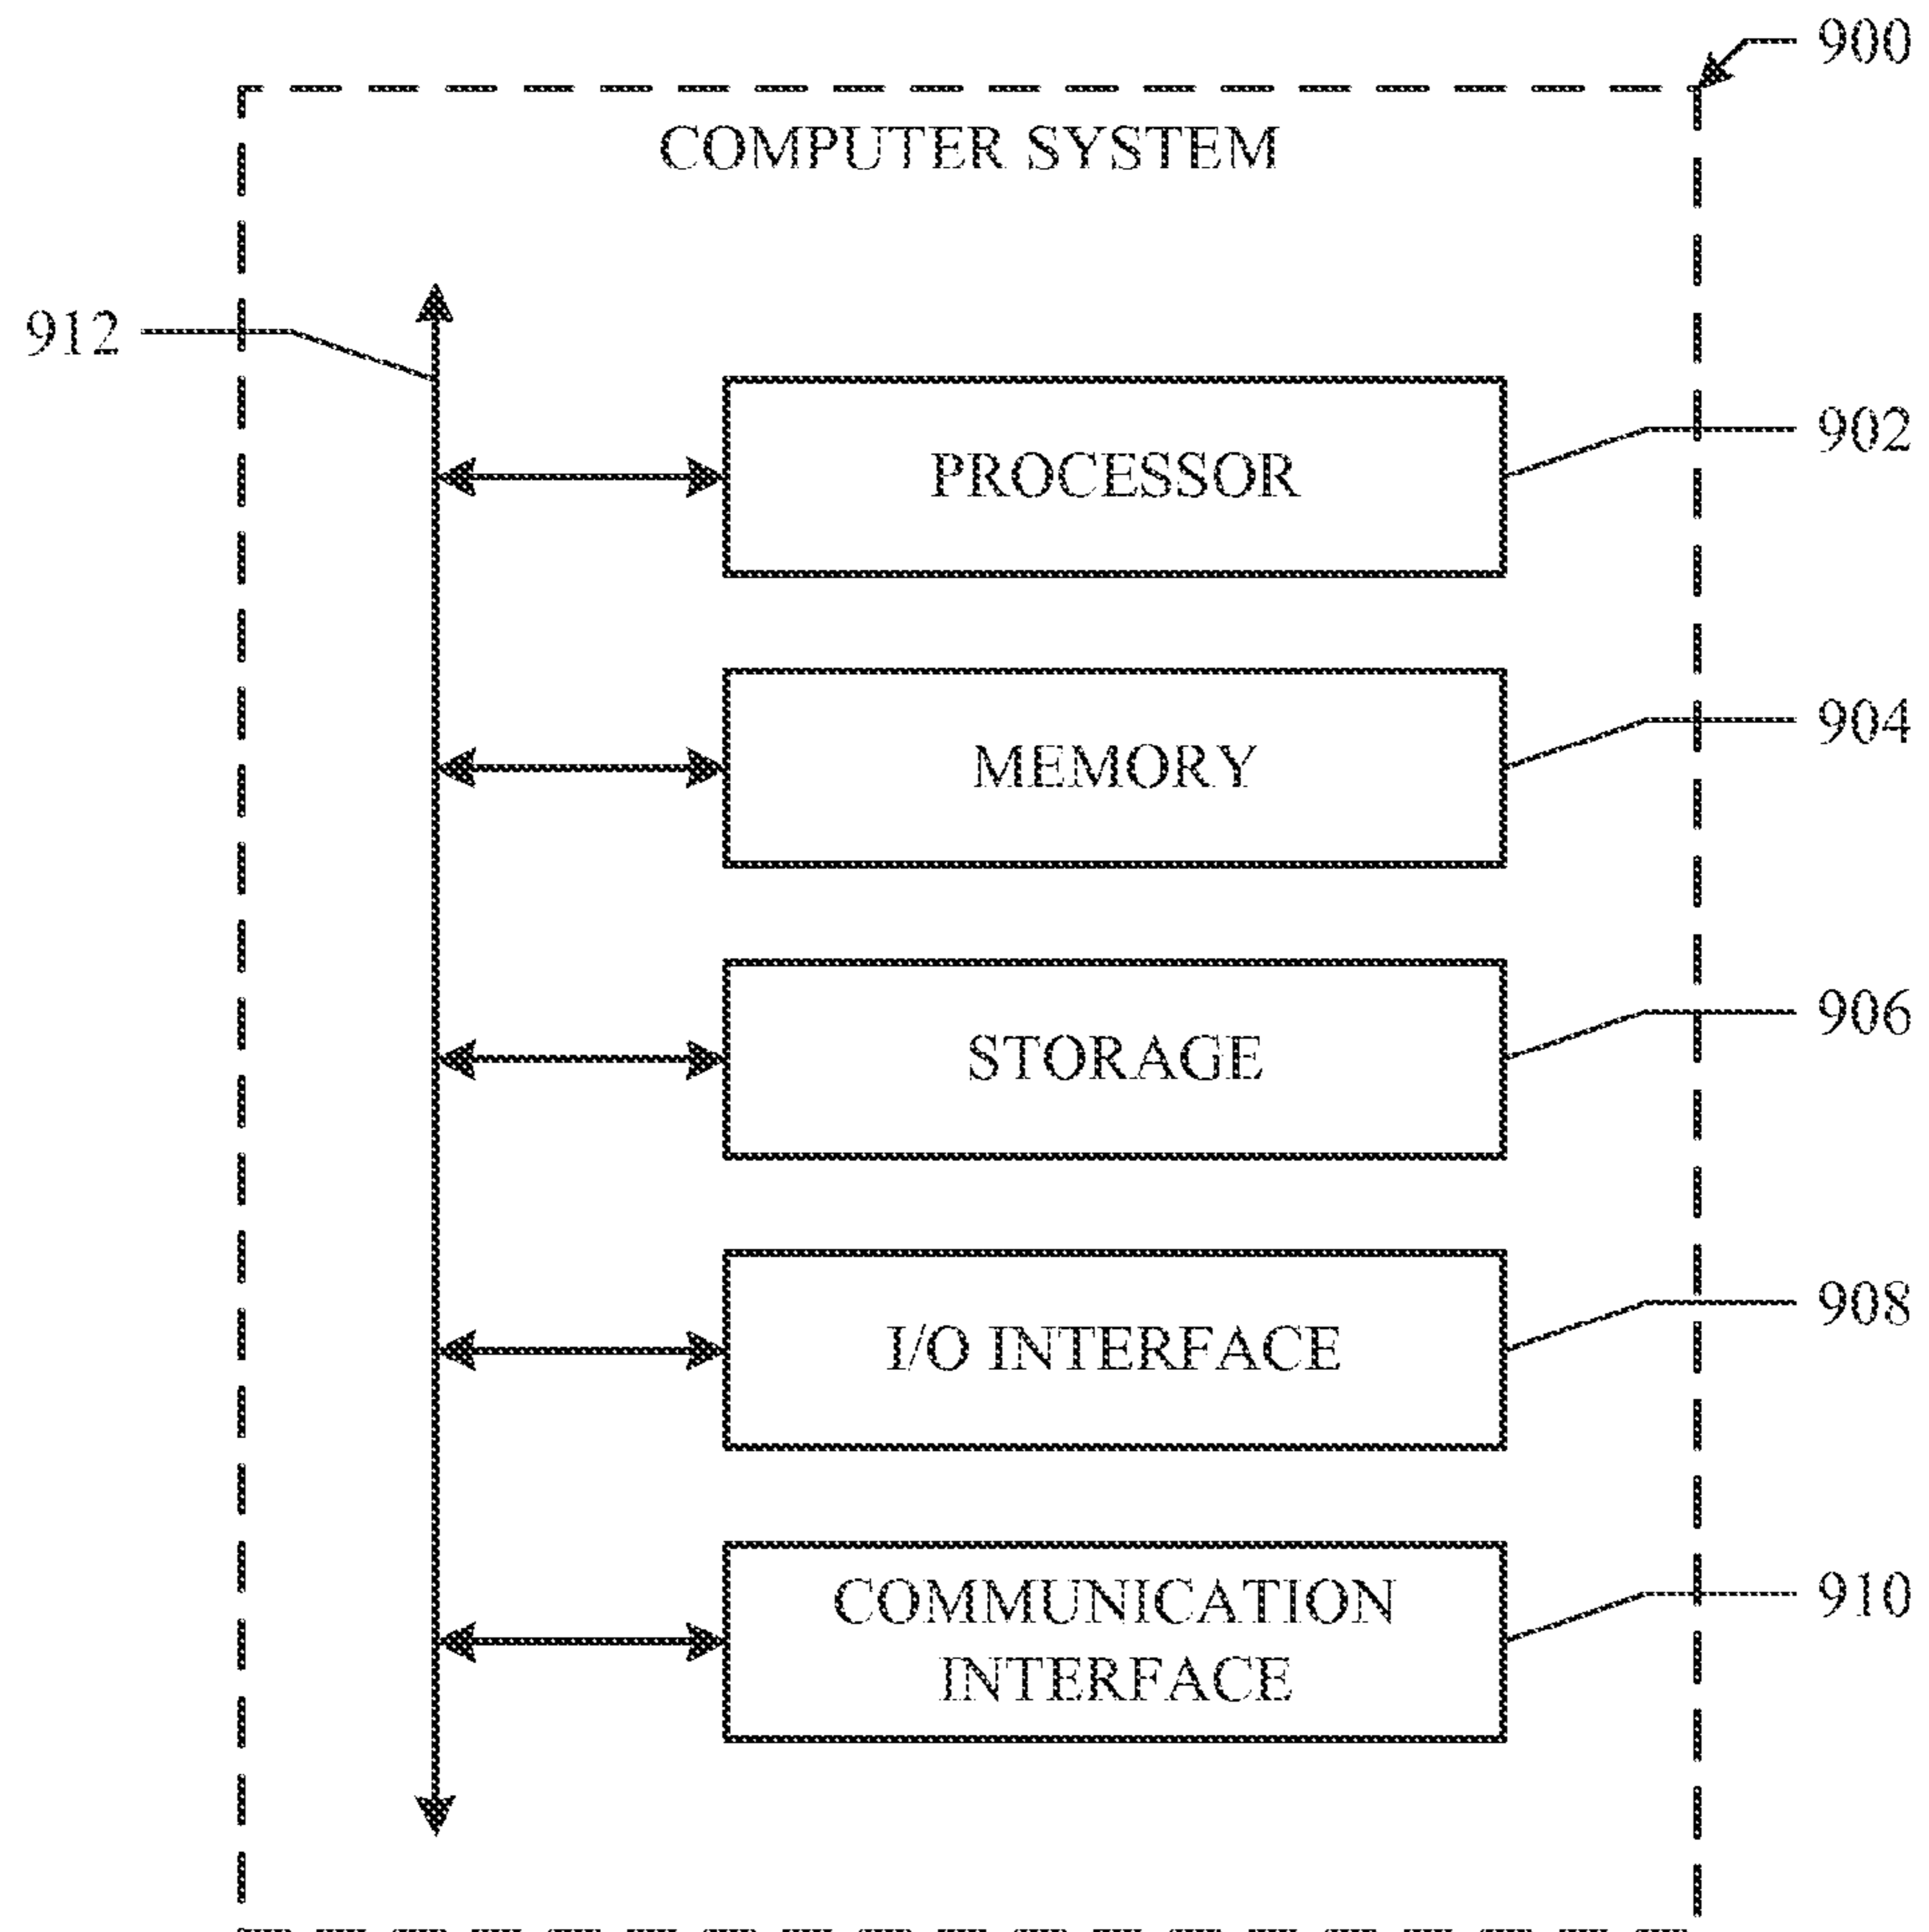 900
COMPUTER SYSTEM
912
PROCESSOR
902
MEMORY
904
STORAGE
906
I/O INTERFACE
908
COMMUNICATION
INTERFACE
910